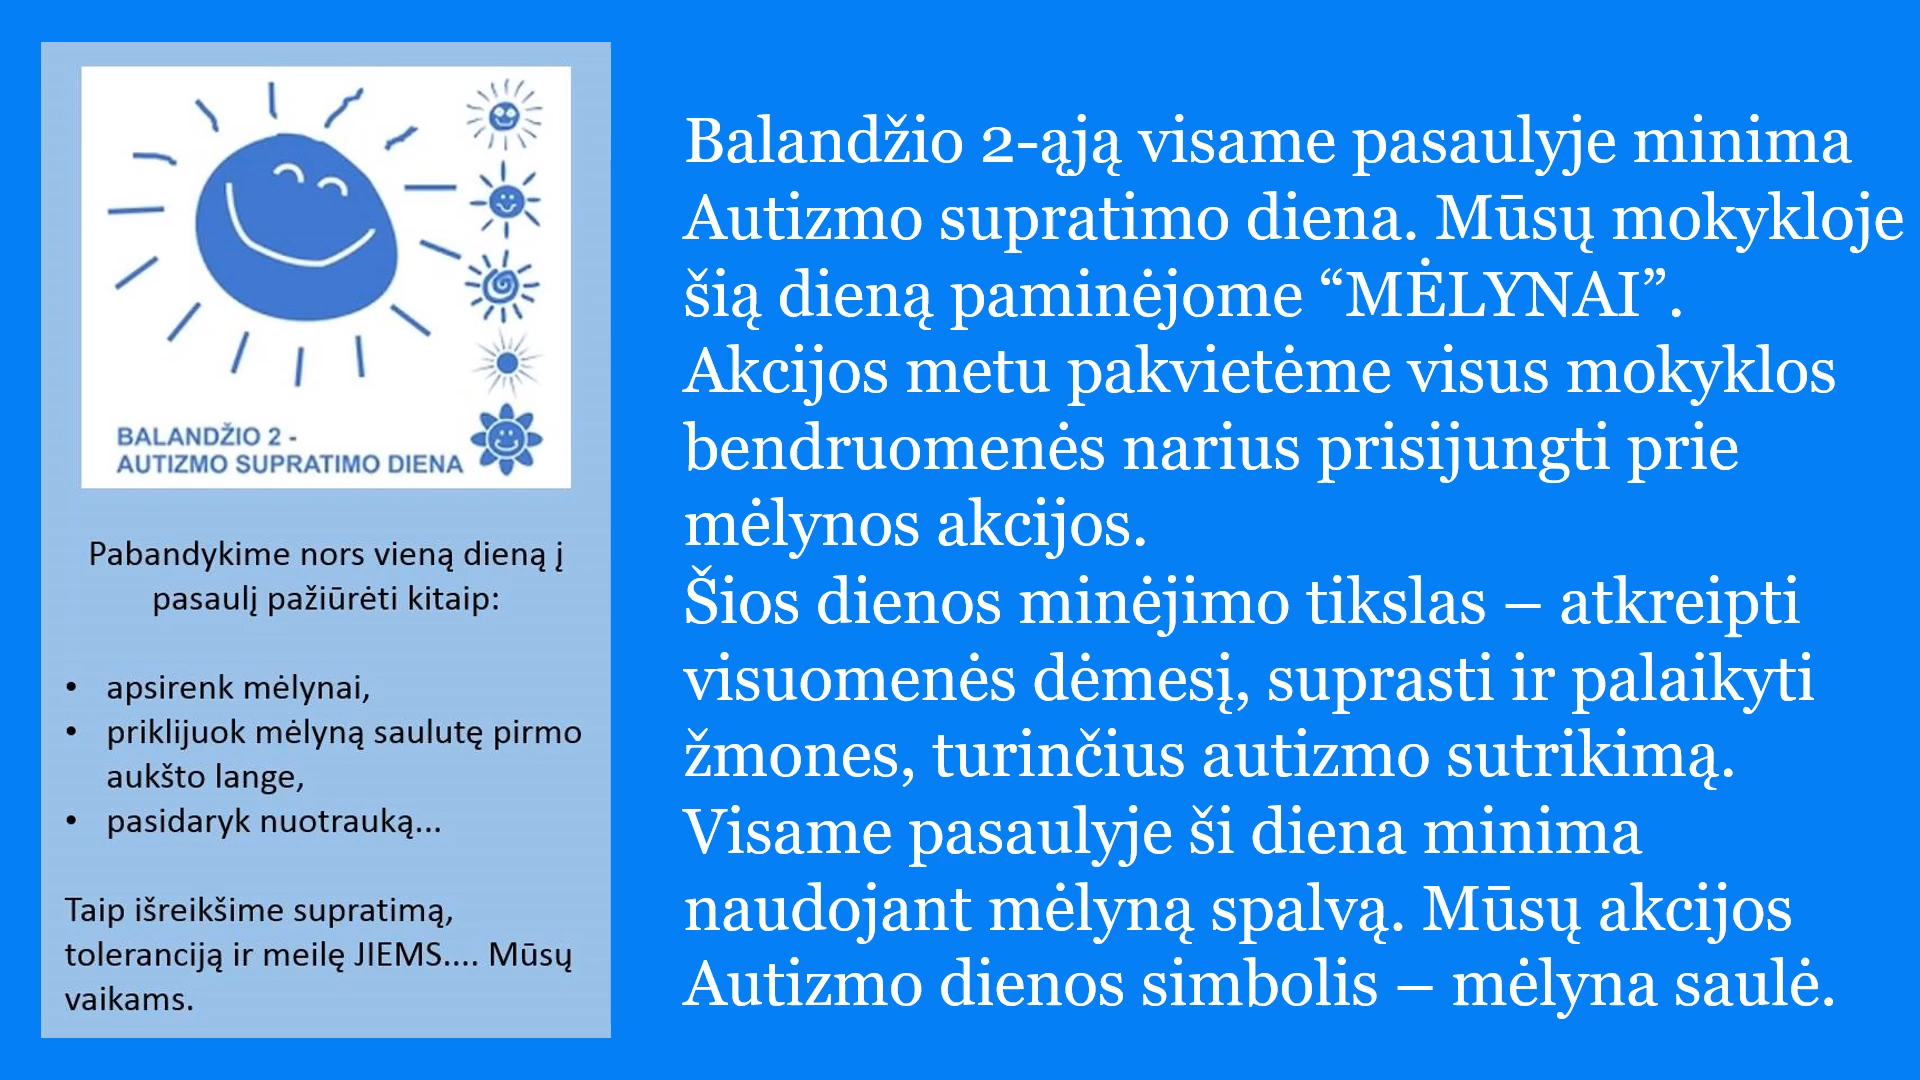 BALANDŽIO 2 -
AUTIZMO SUPRATIMO DIENA
Pabandykime nors vieną dieną į
pasaulį pažiūrėti kitaip:
• apsirenk mėlynai,
• priklijuok mėlyną saulutę pirmo
aukšto lange,
• pasidaryk nuotrauką...
Taip išreikšime supratimą,
toleranciją ir meilę JIEMS.... Mūsų
vaikams.
Balandžio 2-ąją visame pasaulyje minima
Autizmo supratimo diena. Mūsų mokykloje
šią dieną paminėjome “MĖLYNAI”.
Akcijos metu pakvietėme visus mokyklos
bendruomenės narius prisijungti prie
mėlynos akcijos.
Šios dienos minėjimo tikslas – atkreipti
visuomenės dėmesį, suprasti ir palaikyti
žmones, turinčius autizmo sutrikimą.
Visame pasaulyje ši diena minima
naudojant mėlyną spalvą. Mūsų akcijos
Autizmo dienos simbolis – mėlyna saulė.